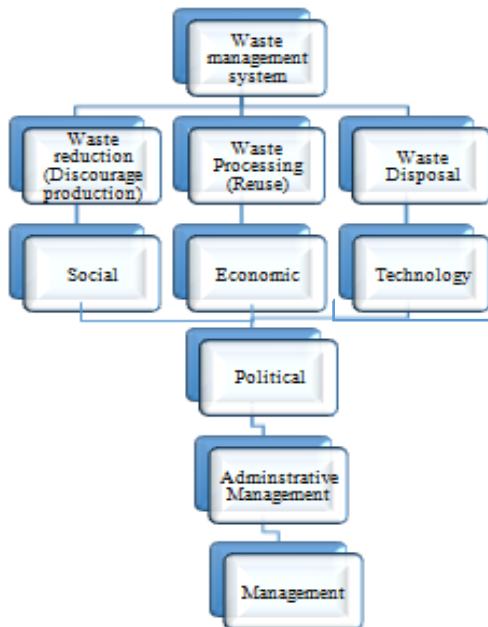 Waste
management
system
Waste
reduction
(Discourage
production)
Waste
Processing
(Reuse)
Waste
Disposal
Social
Economic
Technology
Political
Adminstrative
Management
Management